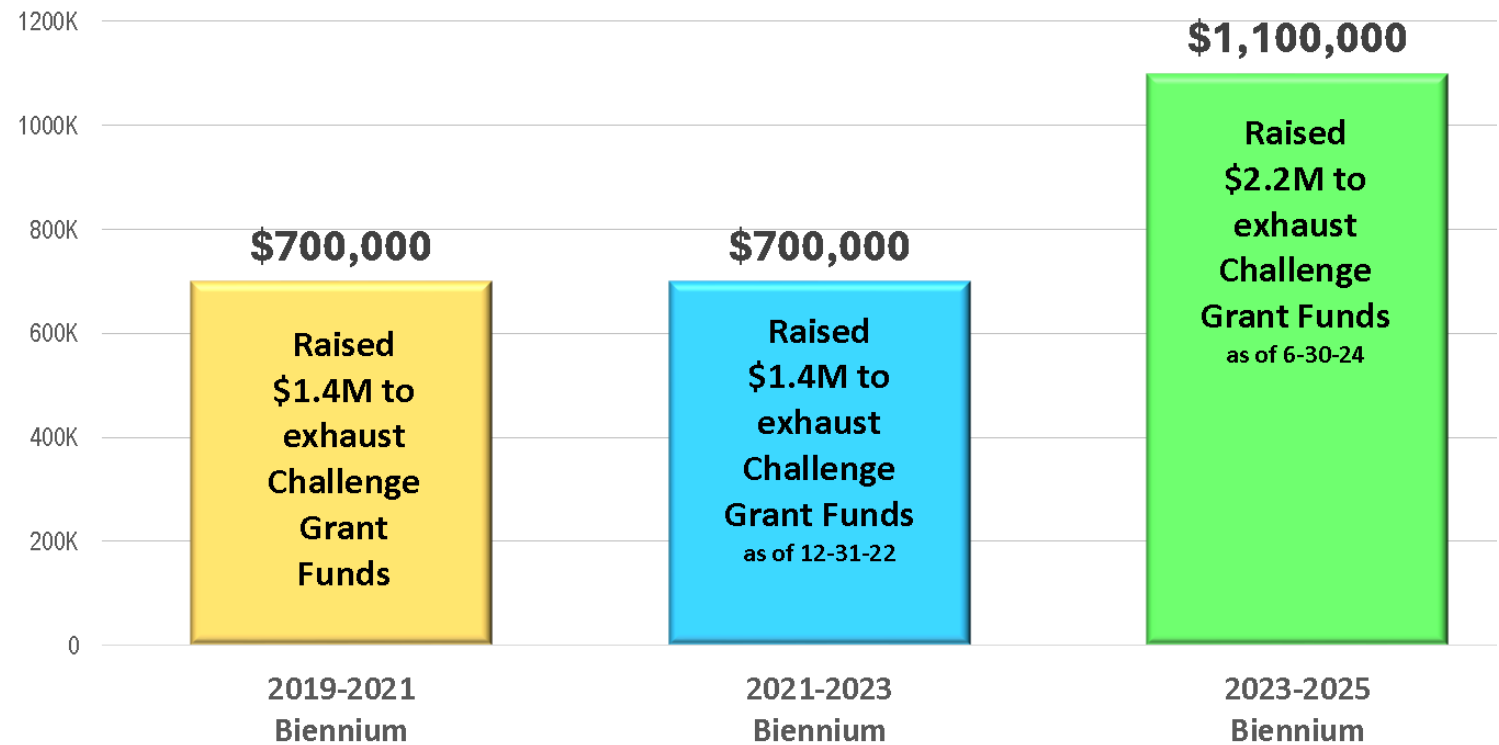 1200K
1000K
800K
600K
400K
200K
0
$700,000
Raised
$1.4M to
exhaust
Challenge
Grant
Funds
2019-2021
Biennium
$700,000
Raised
$1.4M to
exhaust
Challenge
Grant Funds
as of 12-31-22
2021-2023
Biennium
$1,100,000
Raised
$2.2M to
exhaust
Challenge
Grant Funds
as of 6-30-24
2023-2025
Biennium